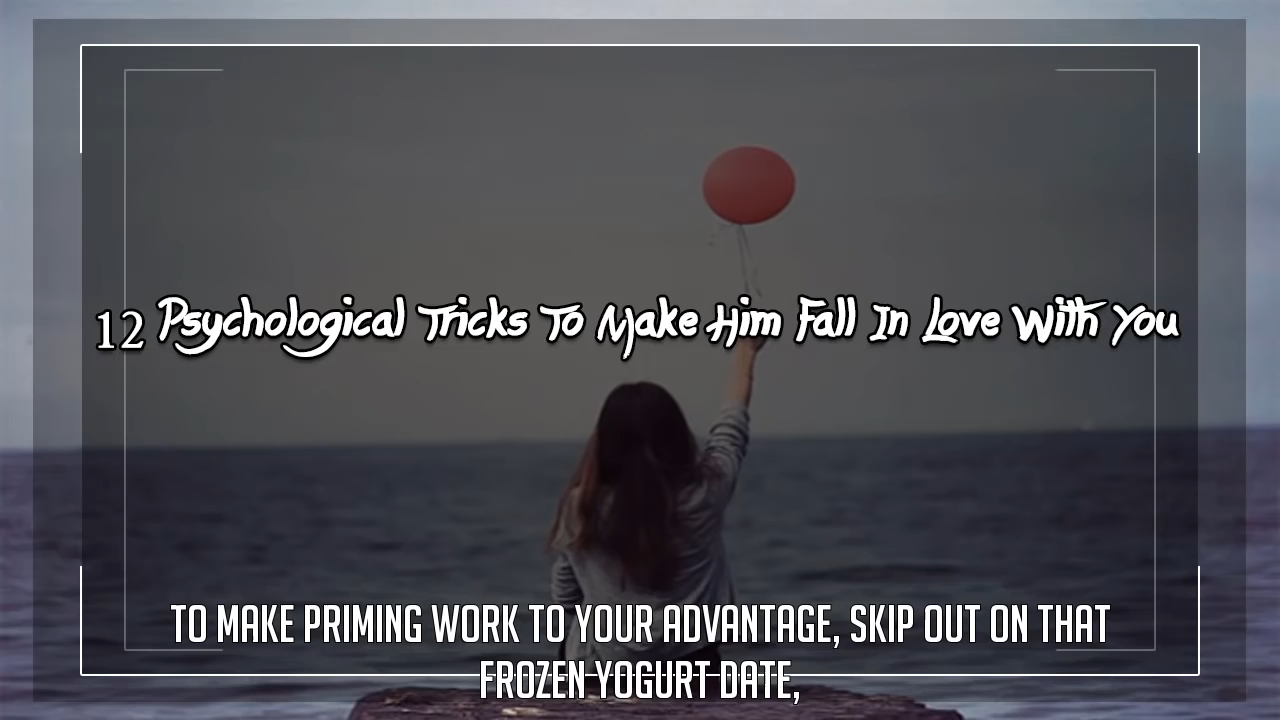 12 Psychological Tricks To Make Him Fall In Love With You
TO MAKE PRIMING WORK TO YOUR ADVANTAGE, SKIP OUT ON THAT
FROZEN YOGURT DATE,